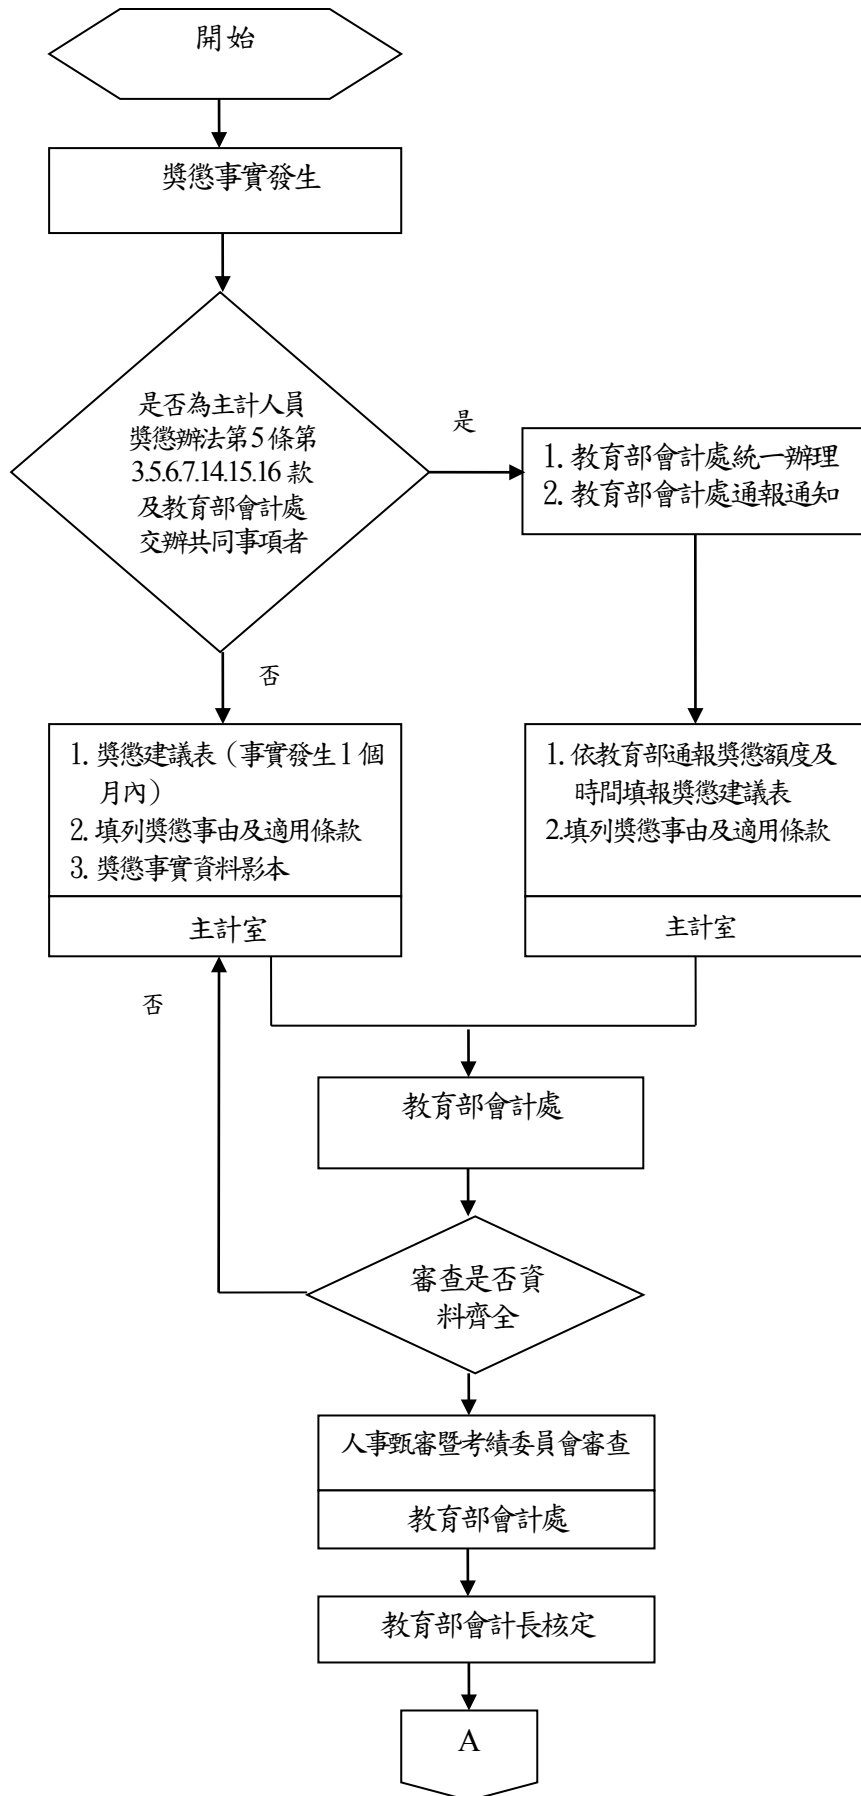 開始
獎懲事實發生
是否為主計人員
獎懲辦法第5條第
3.5.6.7.14.15.16 款
及教育部會計處
交辦共同事項者
是
1. 教育部會計處統一辦理
2. 教育部會計處通報通知
否
1. 獎懲建議表（事實發生1個
月內）
2. 填列獎懲事由及適用條款
3. 獎懲事實資料影本
主計室
1. 依教育部通報獎懲額度及
時間填報獎懲建議表
2.填列獎懲事由及適用條款
主計室
否
教育部會計處
審查是否資
料齊全
人事甄審暨考績委員會審查
教育部會計處
教育部會計長核定
A